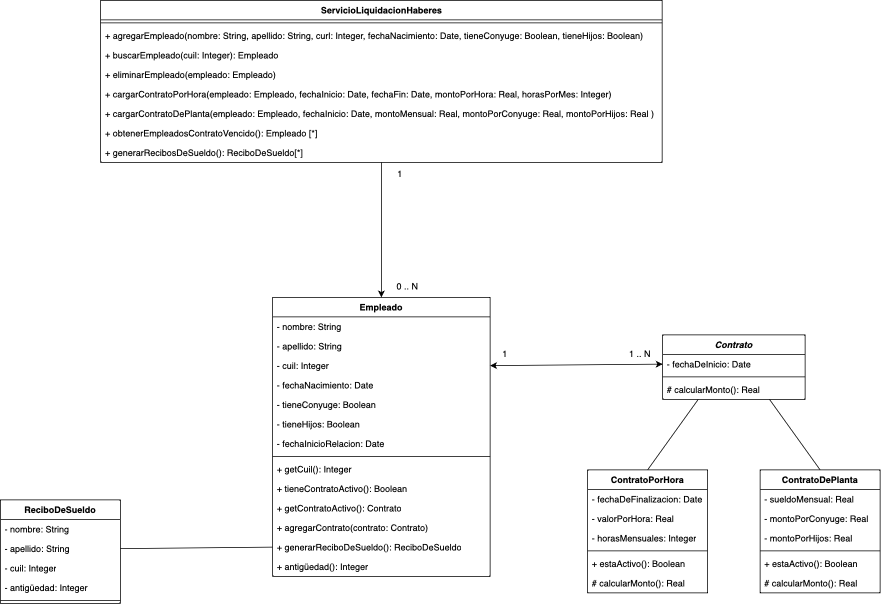 ServicioLiquidacionHaberes
+ agregarEmpleado(nombre: String, apellido: String, curl: Integer, fechaNacimiento: Date, tieneConyuge: Boolean, tieneHijos: Boolean)
+ buscarEmpleado(cuil: Integer): Empleado
+ eliminarEmpleado(empleado: Empleado)
+ cargarContratoPorHora(empleado: Empleado, fechaInicio: Date, fechaFin: Date, montoPorHora: Real, horasPorMes: Integer)
+ cargarContratoDePlanta(empleado: Empleado, fechaInicio: Date, montoMensual: Real, montoPorConyuge: Real, montoPorHijos: Real )
+ obtenerEmpleadosContratoVencido(): Empleado [*]
+ generarRecibosDeSueldo(): ReciboDeSueldo[*]
1
0 .. N
Empleado
- nombre: String
- apellido: String
- cuil: Integer
- fechaNacimiento: Date
- tieneConyuge: Boolean
- tieneHijos: Boolean
- fechaInicioRelacion: Date
+ getCuil(): Integer
+ tieneContratoActivo(): Boolean
+ getContratoActivo(): Contrato
+ agregarContrato(contrato: Contrato)
+ generarReciboDeSueldo(): ReciboDeSueldo
+ antigüedad(): Integer
1
1 .. N
Contrato
- fechaDeInicio: Date
# calcularMonto(): Real
ContratoPorHora
- fechaDeFinalizacion: Date
- valorPorHora: Real
- horasMensuales: Integer
+ estaActivo(): Boolean
# calcularMonto(): Real
ContratoDePlanta
- sueldoMensual: Real
- montoPorConyuge: Real
- montoPorHijos: Real
+ estaActivo(): Boolean
# calcularMonto(): Real
ReciboDeSueldo
- nombre: String
- apellido: String
- cuil: Integer
- antigüedad: Integer